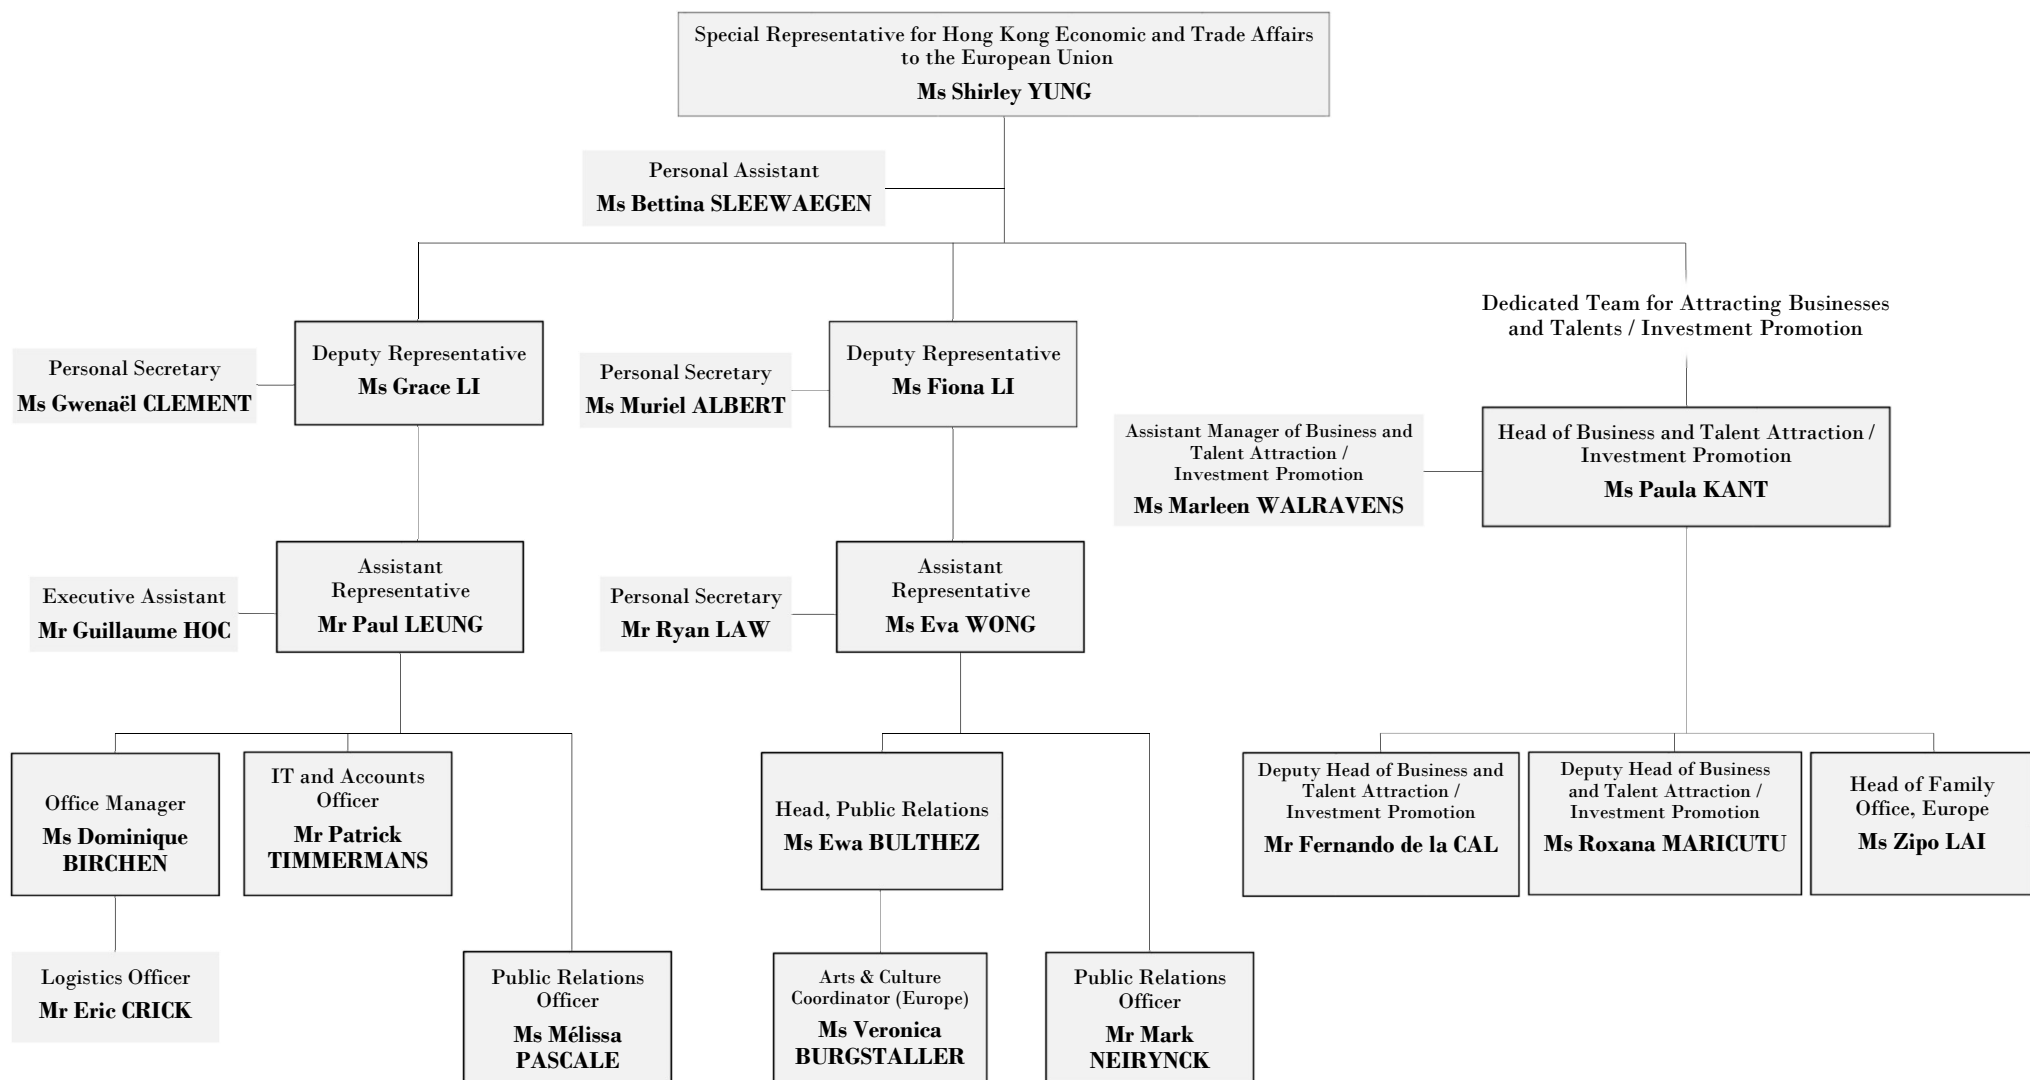 Special Representative for Hong Kong Economic and Trade Affairs
to the European Union
Ms Shirley YUNG
Personal Assistant
Ms Bettina SLEEWAEGEN
Personal Secretary
Ms Gwenaël CLEMENT
Deputy Representative
Ms Grace LI
Personal Secretary
Ms Muriel ALBERT
Deputy Representative
Ms Fiona LI
Dedicated Team for Attracting Businesses
and Talents / Investment Promotion
Assistant Manager of Business and
Talent Attraction /
Investment Promotion
Ms Marleen WALRAVENS
Head of Business and Talent Attraction /
Investment Promotion
Ms Paula KANT
Executive Assistant
Mr Guillaume HOC
Assistant
Representative
Mr Paul LEUNG
Personal Secretary
Mr Ryan LAW
Assistant
Representative
Ms Eva WONG
Office Manager
Ms Dominique
BIRCHEN
IT and Accounts
Officer
Mr Patrick
TIMMERMANS
Head, Public Relations
Ms Ewa BULTHEZ
Deputy Head of Business and
Talent Attraction /
Investment Promotion
Mr Fernando de la CAL
Deputy Head of Business
and Talent Attraction /
Investment Promotion
Ms Roxana MARICUTU
Head of Family
Office, Europe
Ms Zipo LAI
Logistics Officer
Mr Eric CRICK
Public Relations
Officer
Ms Mélissa
PASCALE
Arts & Culture
Coordinator (Europe)
Ms Veronica
BURGSTALLER
Public Relations
Officer
Mr Mark
NEIRYNCK